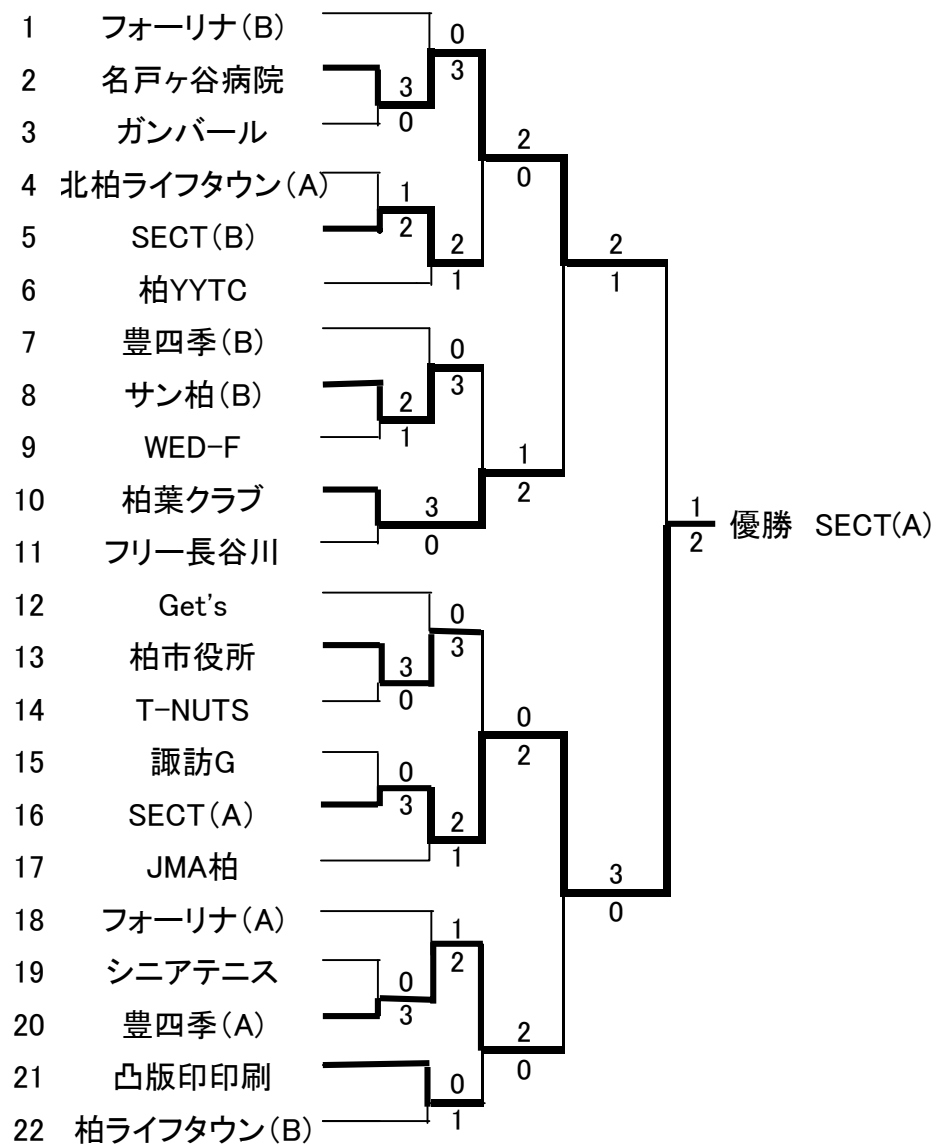 1 フォーリナ(B)
0
2 名戸ヶ谷病院
3
3
0
3 ガンバール
2
0
4 北柏ライフタウン(A)
1
2
5 SECT(B)
2
1
2
1
6 柏YYTC
7 豊四季(B)
0
3
8 サン柏(B)
2
1
9 WED-F
1
2
10 柏葉クラブ
3
0
1
2
優勝 SECT(A)
11 フリー長谷川
12 Get's
0
3
13 柏市役所
3
0
14 T-NUTS
0
2
15 諏訪G
0
3
16 SECT(A)
2
1
17 JMA柏
3
0
18 フォーリナ(A)
1
2
19 シニアテニス
0
3
20 豊四季(A)
2
0
21 凸版印印刷
0
1
22 柏ライフタウン(B)